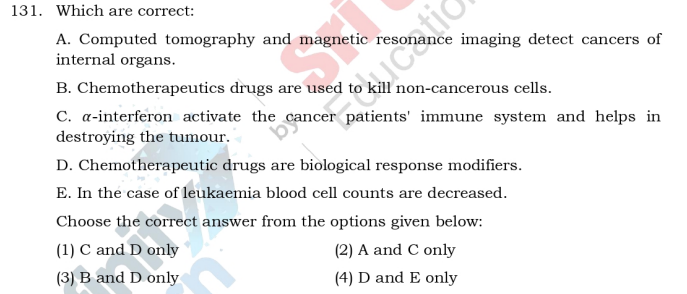 131. Which are correct:
A. Computed tomography and magnetic resonance imaging detect cancers of
internal organs.
B. Chemotherapeutics drugs are used to kill non-cancerous cells.
C. α-interferon activate the cancer patients' immune system and helps in
destroying the tumour.
D. Chemotherapeutic drugs are biological response modifiers.
E. In the case of leukaemia blood cell counts are decreased.
Choose the correct answer from the options given below:
(1) C and D only (2) A and C only
(3) B and D only (4) D and E only
by
Sri
Educatio
finity
n